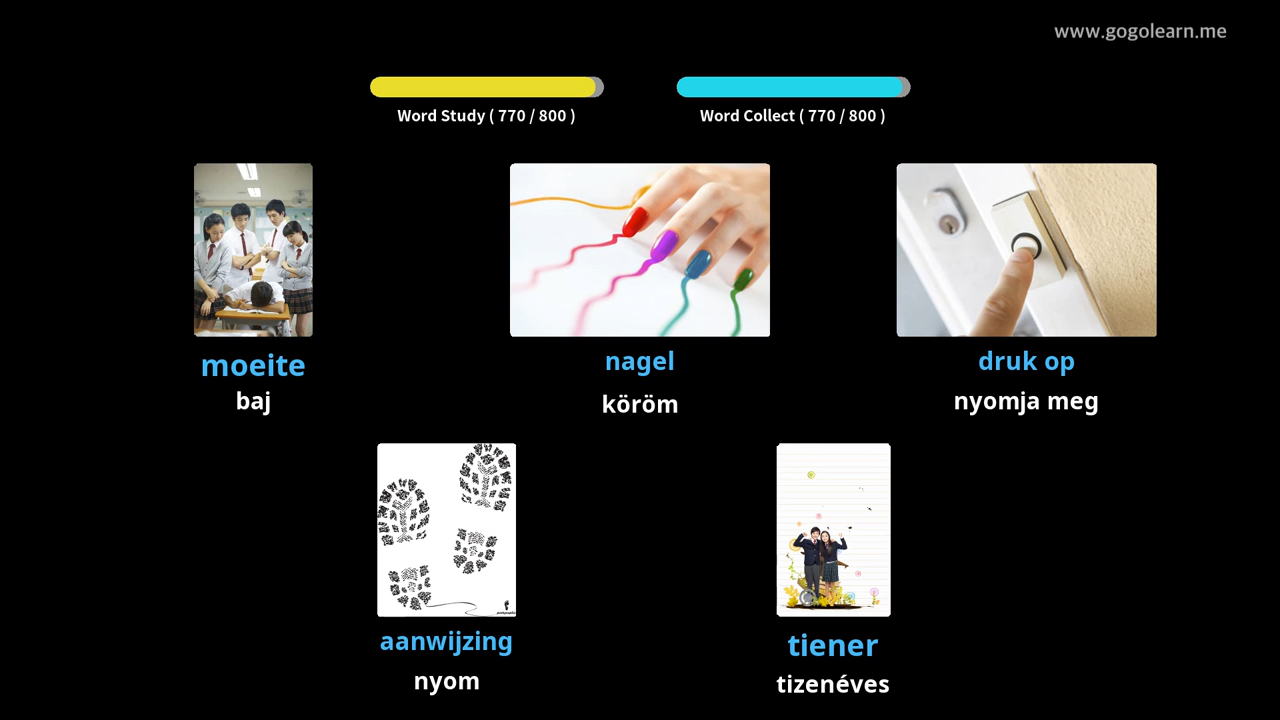 www.gogolearn.me
Word Study ( 770 / 800 )
Word Collect ( 770 / 800 )
moeite
baj
nagel
köröm
druk op
nyomja meg
aanwijzing
nyom
tiener
tizenéves